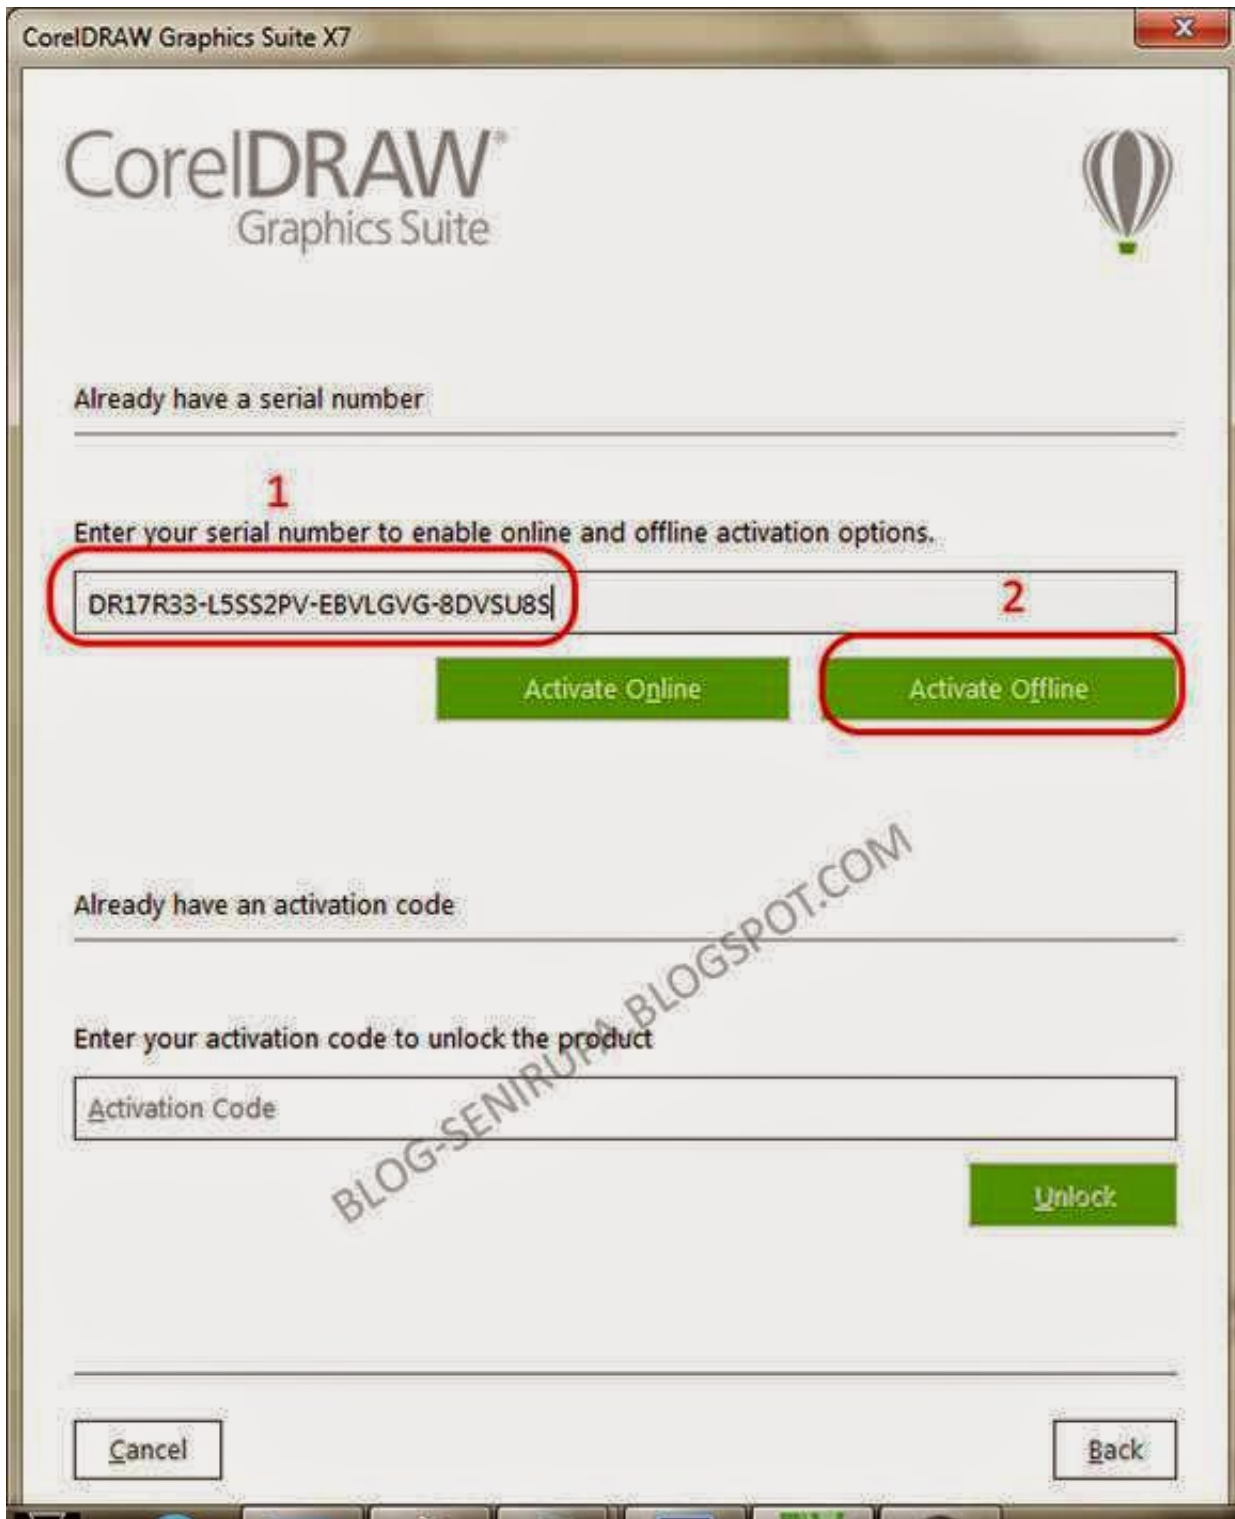 CorelDRAW Graphics Suite X7
CorelDRAW®
Graphics Suite
Already have a serial number
1
Enter your serial number to enable online and offline activation options.
DR17R33-L5SS2PV-EBVLGVG-8DVSU8S
2
Activate Online
Activate Offline
Already have an activation code
Enter your activation code to unlock the product
Activation Code
BLOG-SENIRUPA.BLOGSPOT.COM
Unlock
Cancel
Back